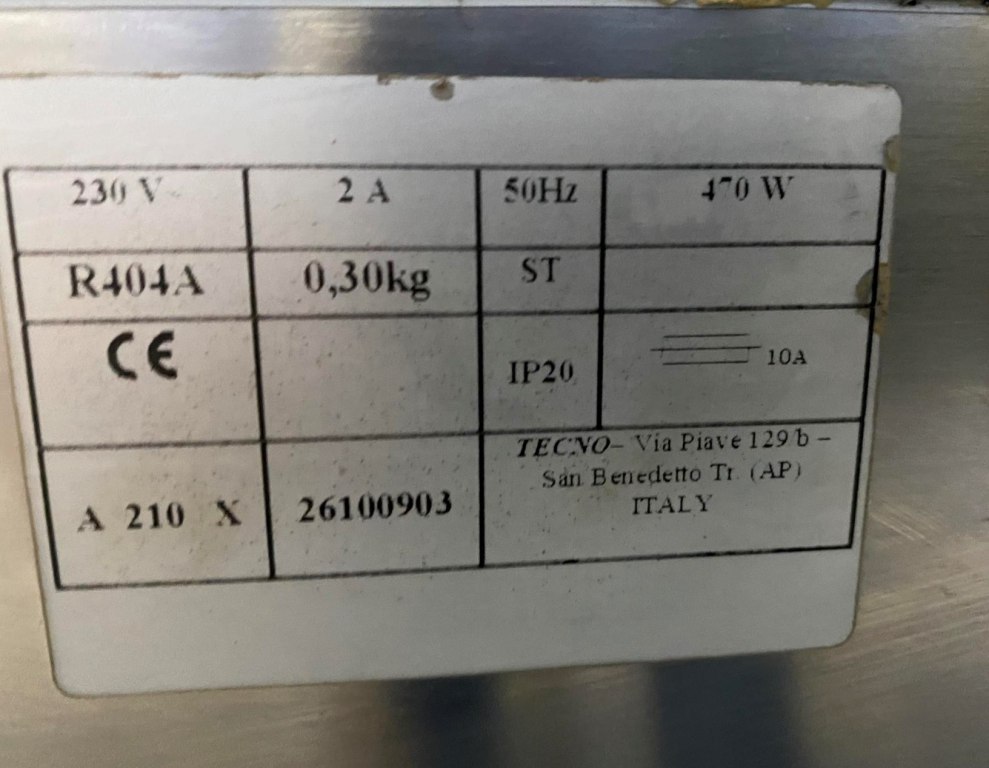 230 V 2 A 50Hz 470 W
R404A 0,30kg ST
CE IP20 10A
A 210 X 26100903
TECNO– Via Piave 129 b –
San Benedetto Tr. (AP)
ITALY